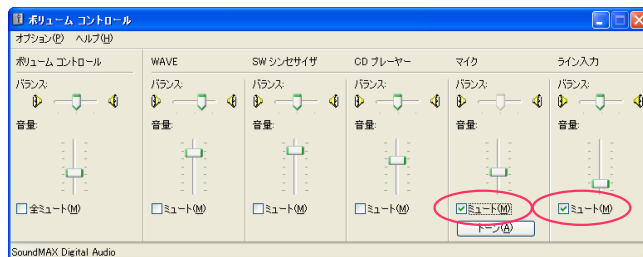 ボリューム コントロール
オプション(P) ヘルプ(H)
ボリューム コントロール WAVE SW シンセサイザ CD プレーヤー マイク ライン入力
バランス: バランス: バランス: バランス: バランス: バランス:
音量: 音量: 音量: 音量: 音量: 音量:
全ミュート(M) ミュート(M) ミュート(M) ミュート(M) ミュート(M) ミュート(M)
トーン(A)
SoundMAX Digital Audio